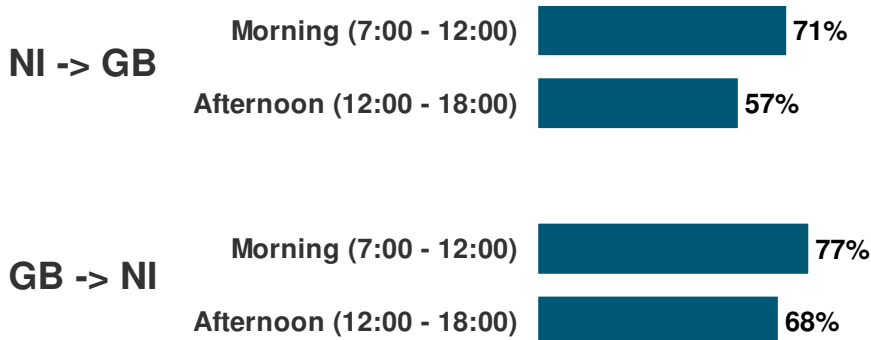 NI -> GB
Morning (7:00 - 12:00) 71%
Afternoon (12:00 - 18:00) 57%
GB -> NI
Morning (7:00 - 12:00) 77%
Afternoon (12:00 - 18:00) 68%